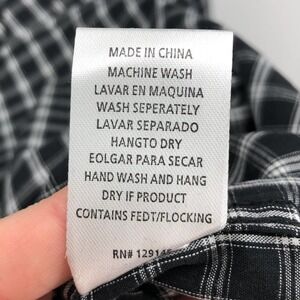 MADE IN CHINA
MACHINE WASH
LAVAR EN MAQUINA
WASH SEPERATELY
LAVAR SEPARADO
HANGTO DRY
EOLGAR PARA SECAR
HAND WASH AND HANG
DRY IF PRODUCT
CONTAINS FEDT/FLOCKING
RN#